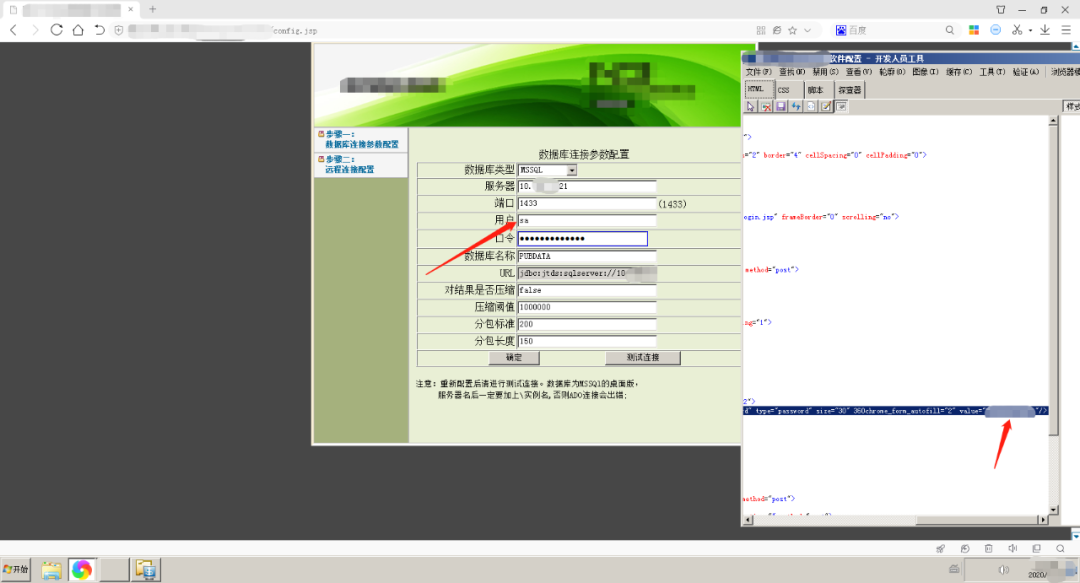 config.jsp
百度
步骤一:
数据库连接参数配置
步骤二:
远程连接配置
数据库连接参数配置
数据库类型 MSSQL
服务器 10. 21
端口 1433 (1433)
用户 sa
口令 •••••••••••••
数据库名称 PUBDATA
URL jdbc:jtds:sqlserver://10
对结果是否压缩 false
压缩阈值 1000000
分包标准 200
分包长度 150
确定 测试连接
注意: 重新配置后请进行测试连接。数据库为MSSQl的桌面版,
服务器名后一定要加上\实例名,否则ADO连接会出错;
软件配置 - 开发人员工具
文件(F) 查找(N) 禁用(S) 查看(V) 轮廓(O) 图像(I) 缓存(C) 工具(T) 验证(A) 浏览器模
HTML CSS 脚本 探查器
样式
">
="2" border="4" cellSpacing="0" cellPadding="0">
ogin.jsp" frameBorder="0" scrolling="no">
method="post">
ng="1">
2">
rd" type="password" size="30" 360chrome_form_autofill="2" value=" "/>
method="post">
开始
2020/